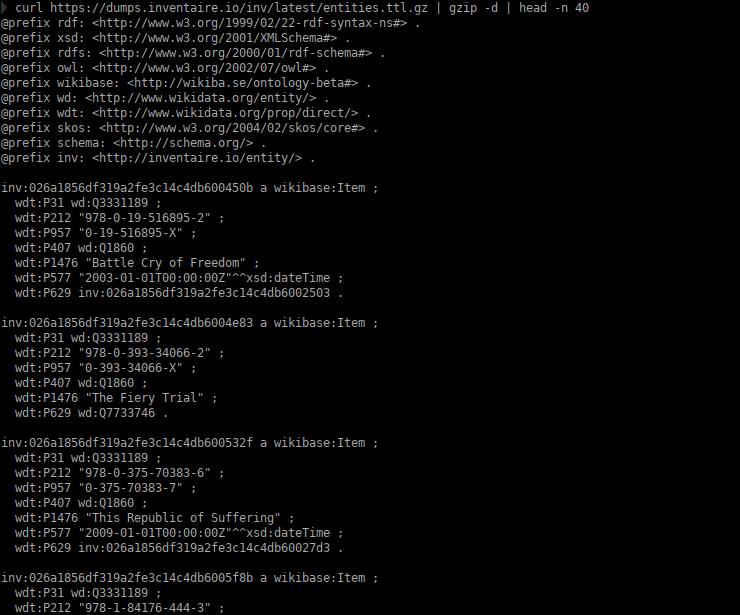 curl https://dumps.inventaire.io/inv/latest/entities.ttl.gz | gzip -d | head -n 40
@prefix rdf: <http://www.w3.org/1999/02/22-rdf-syntax-ns#> .
@prefix xsd: <http://www.w3.org/2001/XMLSchema#> .
@prefix rdfs: <http://www.w3.org/2000/01/rdf-schema#> .
@prefix owl: <http://www.w3.org/2002/07/owl#> .
@prefix wikibase: <http://wikiba.se/ontology-beta#> .
@prefix wd: <http://www.wikidata.org/entity/> .
@prefix wdt: <http://www.wikidata.org/prop/direct/> .
@prefix skos: <http://www.w3.org/2004/02/skos/core#> .
@prefix schema: <http://schema.org/> .
@prefix inv: <http://inventaire.io/entity/> .

inv:026a1856df319a2fe3c14c4db600450b a wikibase:Item ;
  wdt:P31 wd:Q3331189 ;
  wdt:P212 "978-0-19-516895-2" ;
  wdt:P957 "0-19-516895-X" ;
  wdt:P407 wd:Q1860 ;
  wdt:P1476 "Battle Cry of Freedom" ;
  wdt:P577 "2003-01-01T00:00:00Z"^^xsd:dateTime ;
  wdt:P629 inv:026a1856df319a2fe3c14c4db6002503 .

inv:026a1856df319a2fe3c14c4db6004e83 a wikibase:Item ;
  wdt:P31 wd:Q3331189 ;
  wdt:P212 "978-0-393-34066-2" ;
  wdt:P957 "0-393-34066-X" ;
  wdt:P407 wd:Q1860 ;
  wdt:P1476 "The Fiery Trial" ;
  wdt:P629 wd:Q7733746 .

inv:026a1856df319a2fe3c14c4db600532f a wikibase:Item ;
  wdt:P31 wd:Q3331189 ;
  wdt:P212 "978-0-375-70383-6" ;
  wdt:P957 "0-375-70383-7" ;
  wdt:P407 wd:Q1860 ;
  wdt:P1476 "This Republic of Suffering" ;
  wdt:P577 "2009-01-01T00:00:00Z"^^xsd:dateTime ;
  wdt:P629 inv:026a1856df319a2fe3c14c4db60027d3 .

inv:026a1856df319a2fe3c14c4db6005f8b a wikibase:Item ;
  wdt:P31 wd:Q3331189 ;
  wdt:P212 "978-1-84176-444-3" ;